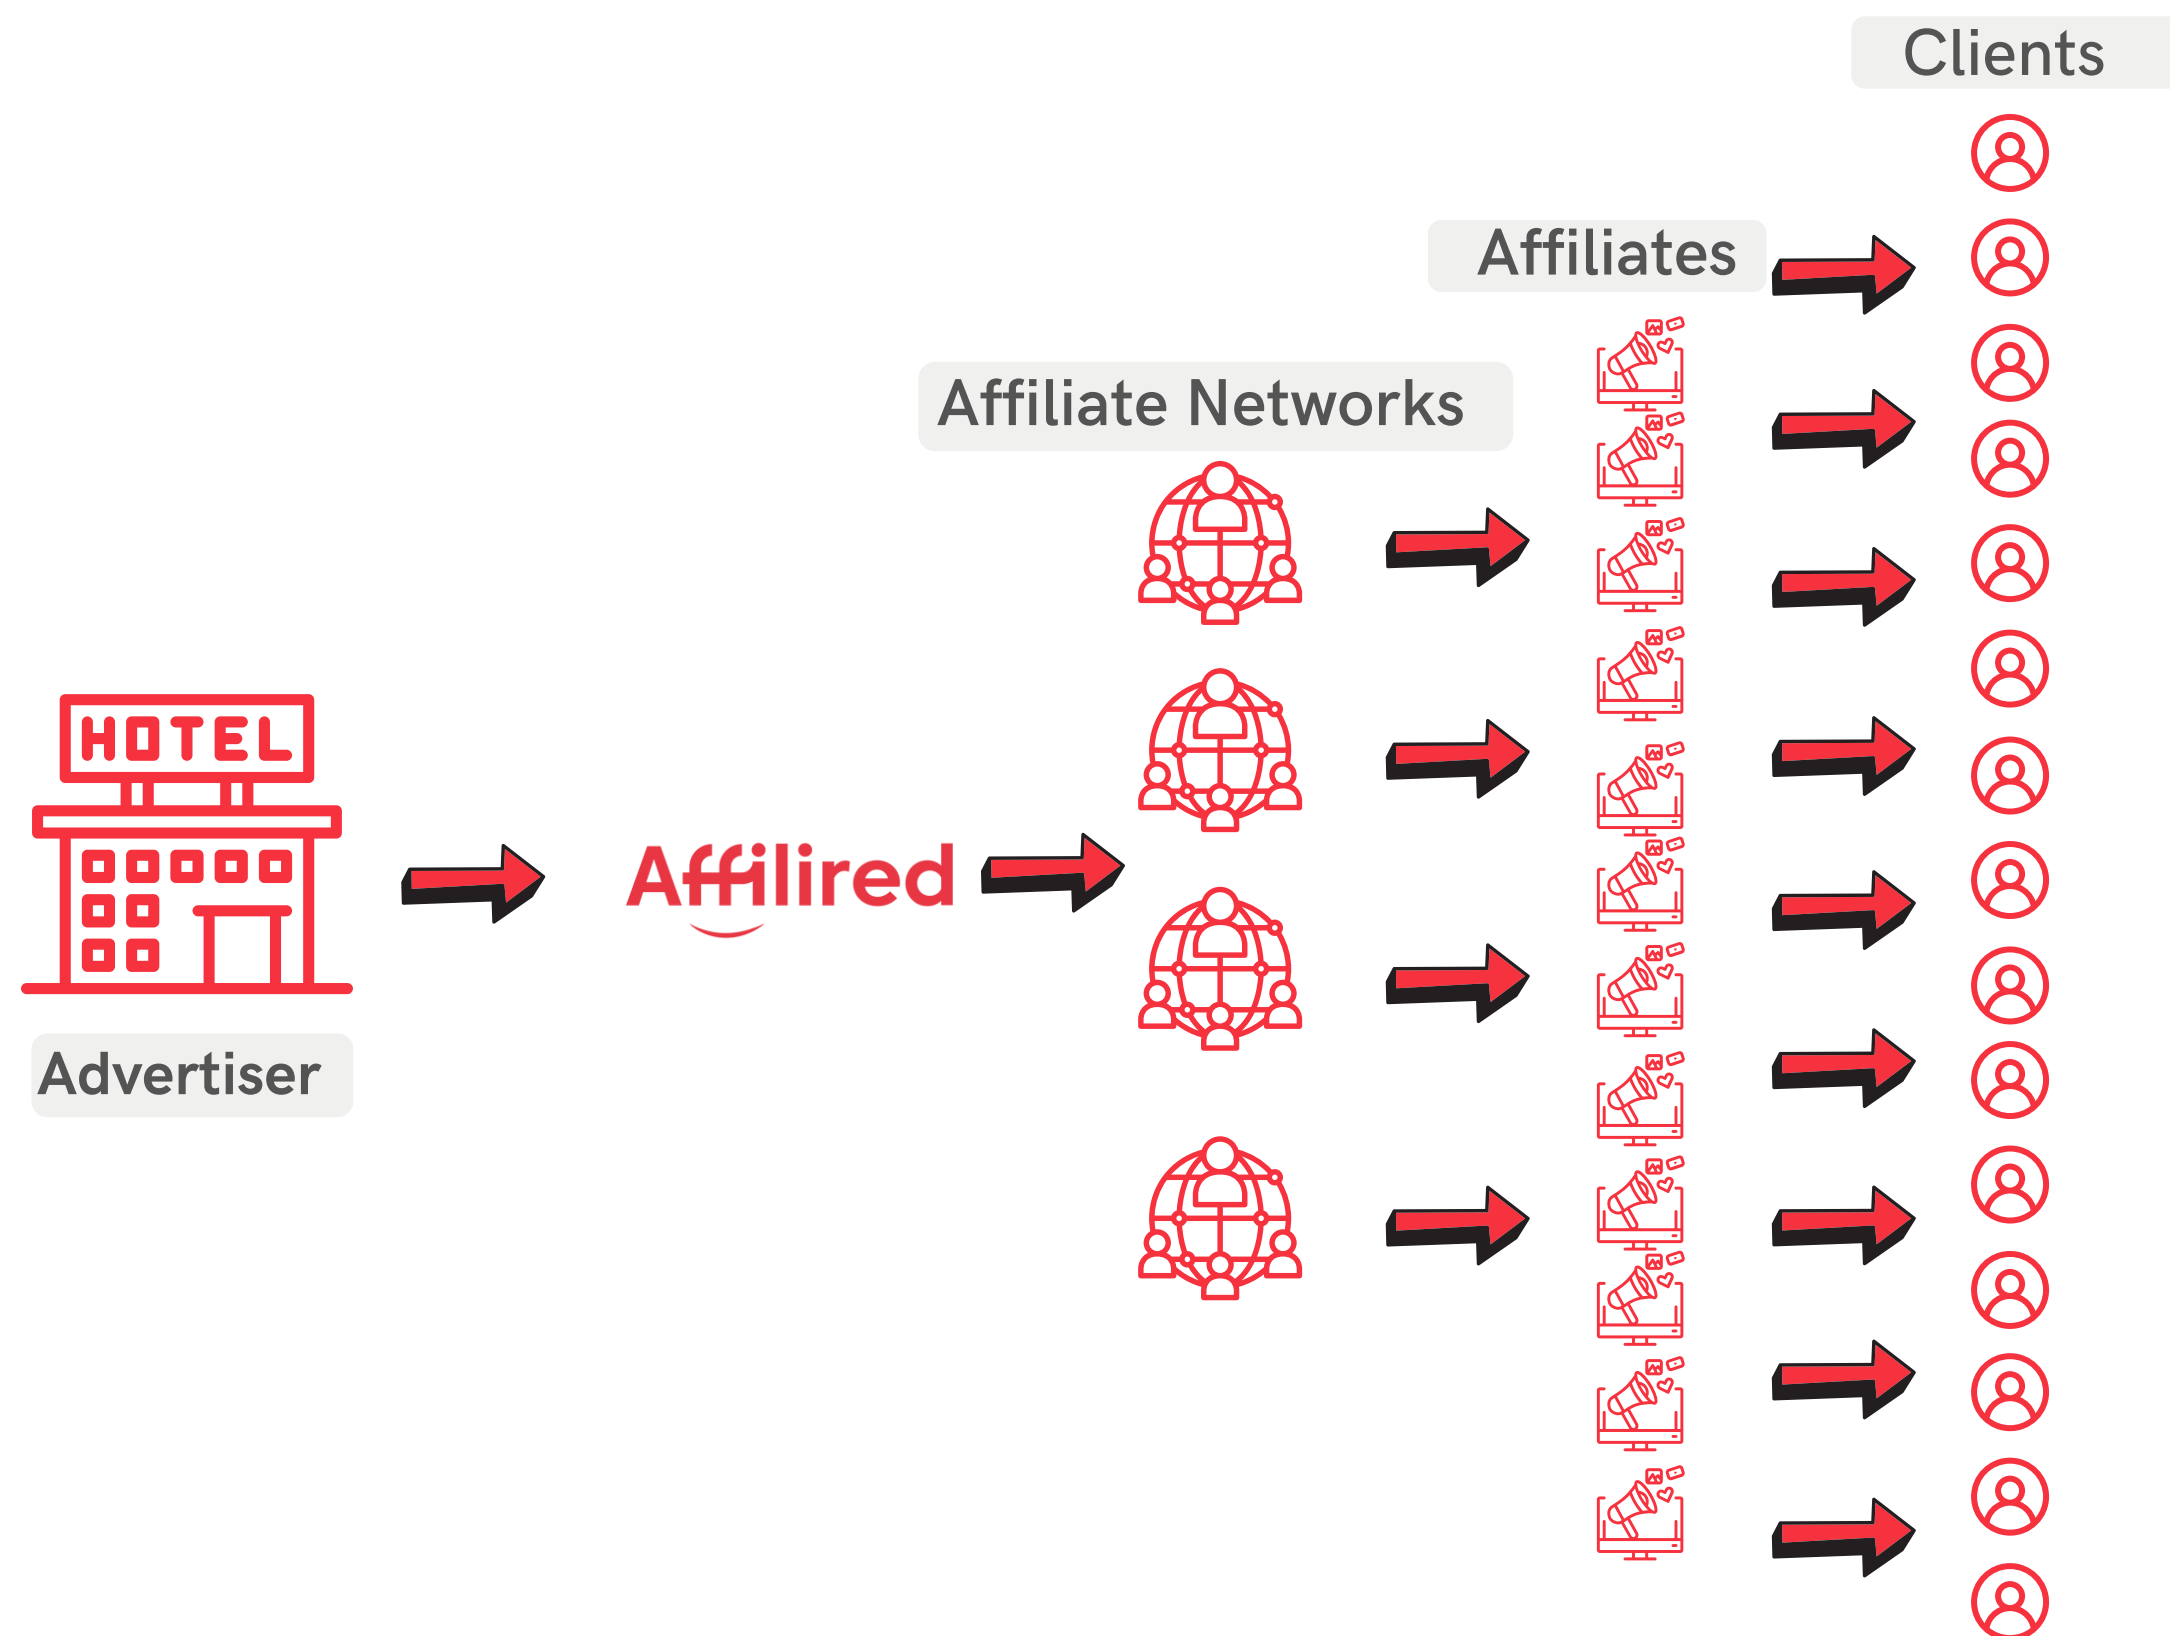 Clients
Affiliates
Affiliate Networks
HOTEL
Affilired
Advertiser